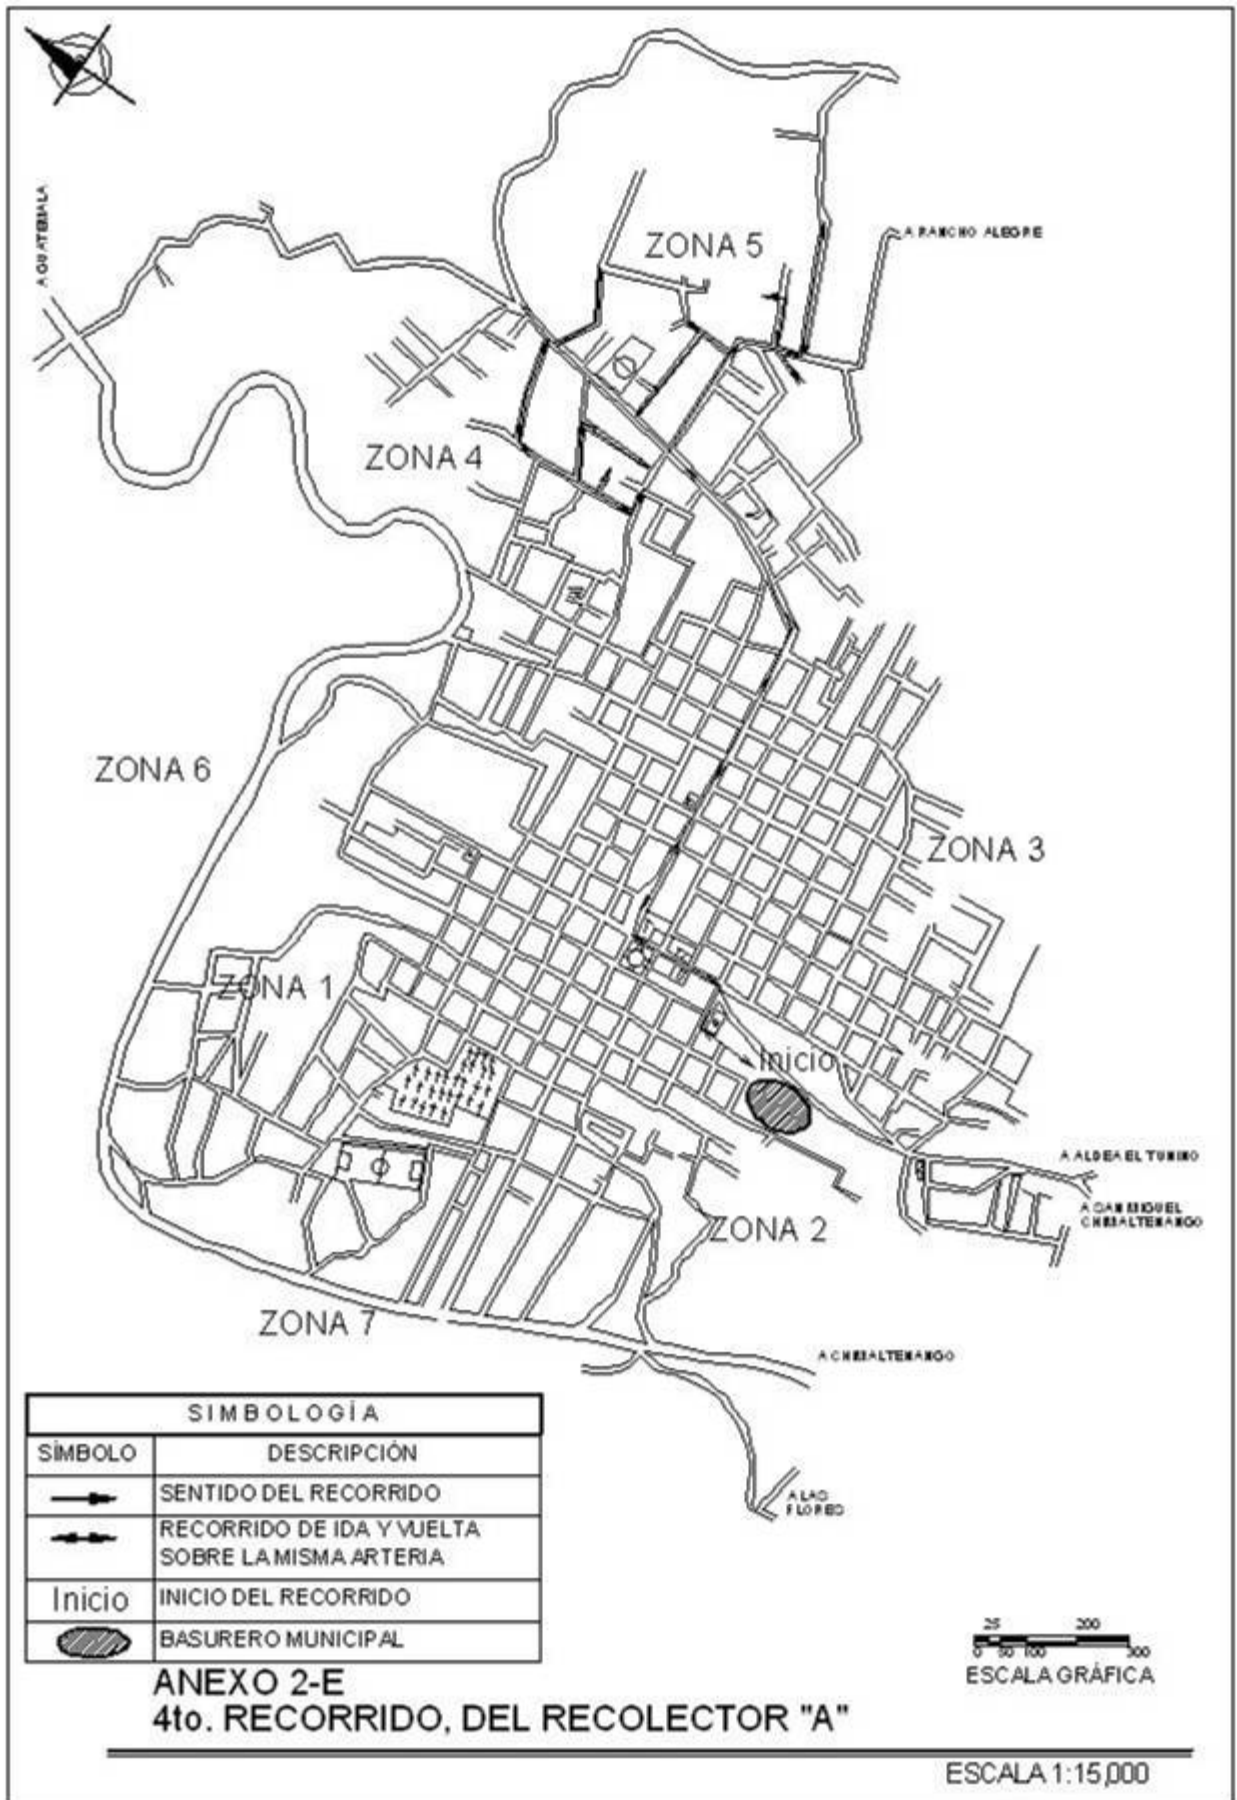 A GUATEMALA
ZONA 5
A RANCHO ALEGRE
ZONA 4
ZONA 6
ZONA 3
ZONA 1
Inicio
A ALDEA EL TUNINO
A SAN MIGUEL
CHIMALTENANGO
ZONA 2
ZONA 7
A CHIMALTENANGO
A LAS
FLORES
SIMBOLOGÍA
SÍMBOLO DESCRIPCIÓN
SENTIDO DEL RECORRIDO
RECORRIDO DE IDA Y VUELTA
SOBRE LA MISMA ARTERIA
Inicio INICIO DEL RECORRIDO
BASURERO MUNICIPAL
25 200
0 50 100 300
ESCALA GRÁFICA
ANEXO 2-E
4to. RECORRIDO, DEL RECOLECTOR "A"
ESCALA 1:15,000